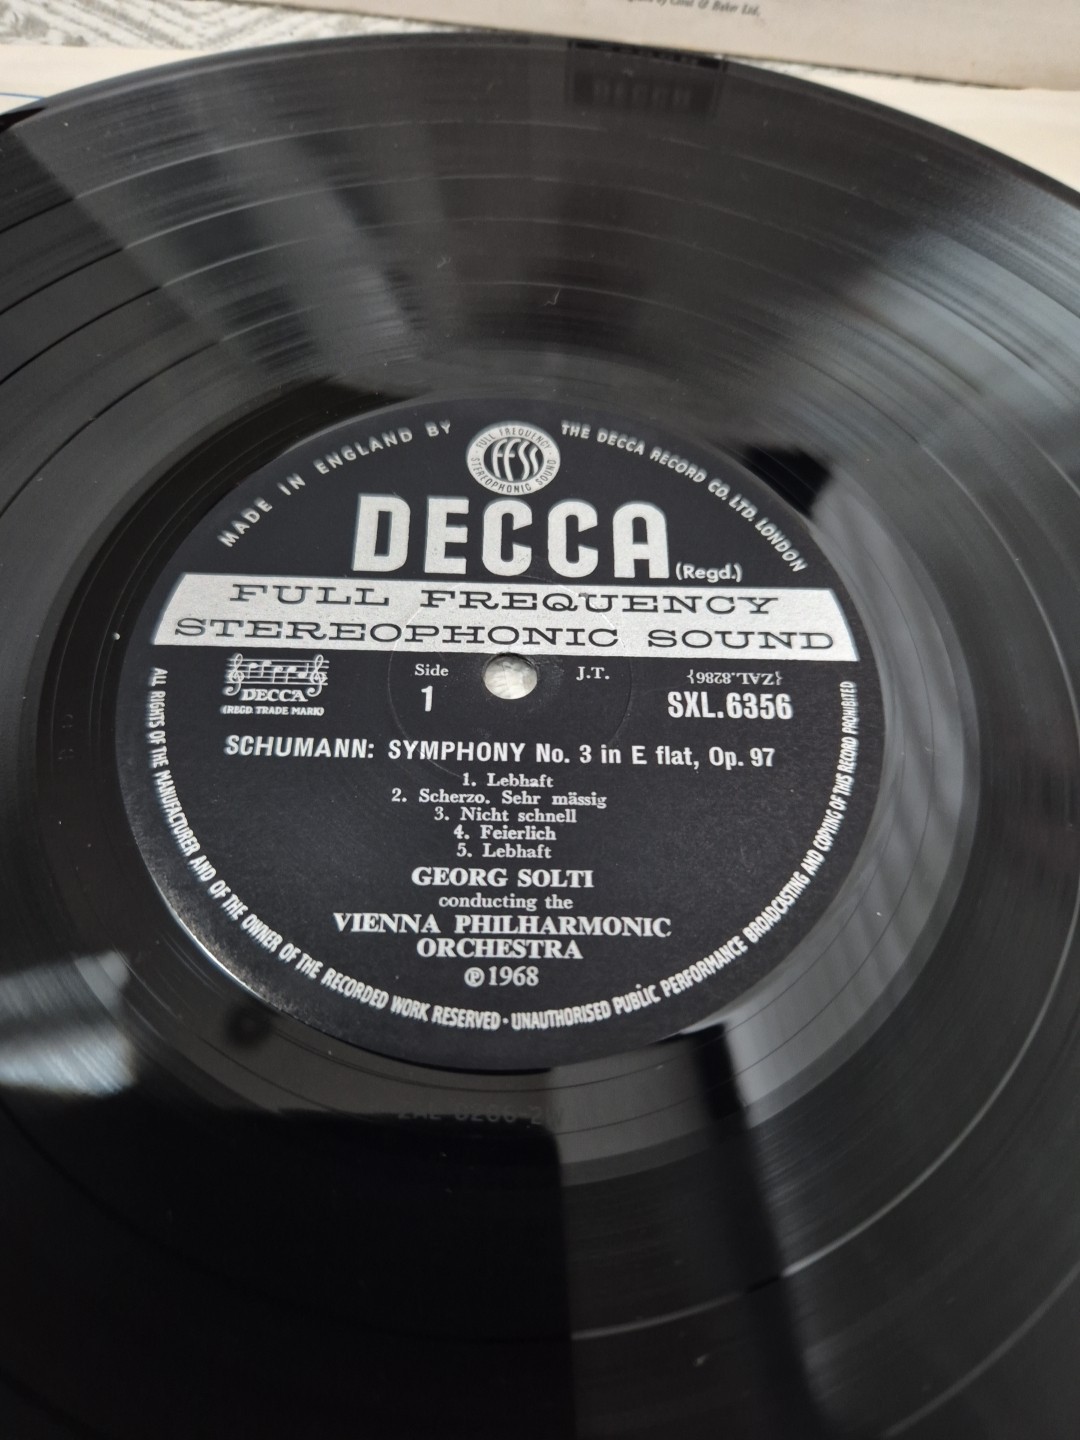 MADE IN ENGLAND BY
THE DECCA RECORD CO. LTD. LONDON
FULL FREQUENCY
FFSS
STEREOPHONIC SOUND
DECCA (Regd.)
FULL FREQUENCY
STEREOPHONIC SOUND
DECCA
(REGD. TRADE MARK)
Side
1
J.T.
{ZAL.8286}
SXL.6356
SCHUMANN: SYMPHONY No. 3 in E flat, Op. 97
1. Lebhaft
2. Scherzo. Sehr mässig
3. Nicht schnell
4. Feierlich
5. Lebhaft
GEORG SOLTI
conducting the
VIENNA PHILHARMONIC
ORCHESTRA
℗1968
ALL RIGHTS OF THE MANUFACTURER AND OF THE OWNER OF THE RECORDED WORK RESERVED · UNAUTHORISED PUBLIC PERFORMANCE BROADCASTING AND COPYING OF THIS RECORD PROHIBITED